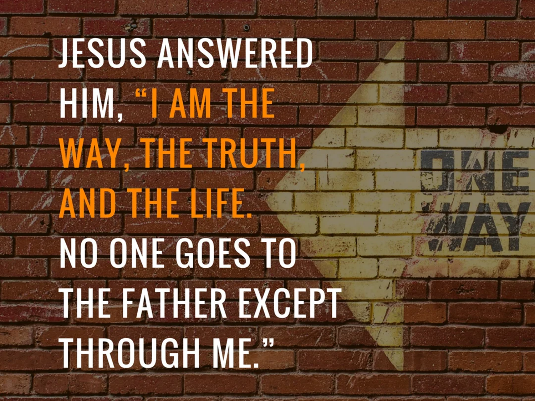 JESUS ANSWERED
HIM, “I AM THE
WAY, THE TRUTH,
AND THE LIFE.
NO ONE GOES TO
THE FATHER EXCEPT
THROUGH ME.”
ONE
WAY